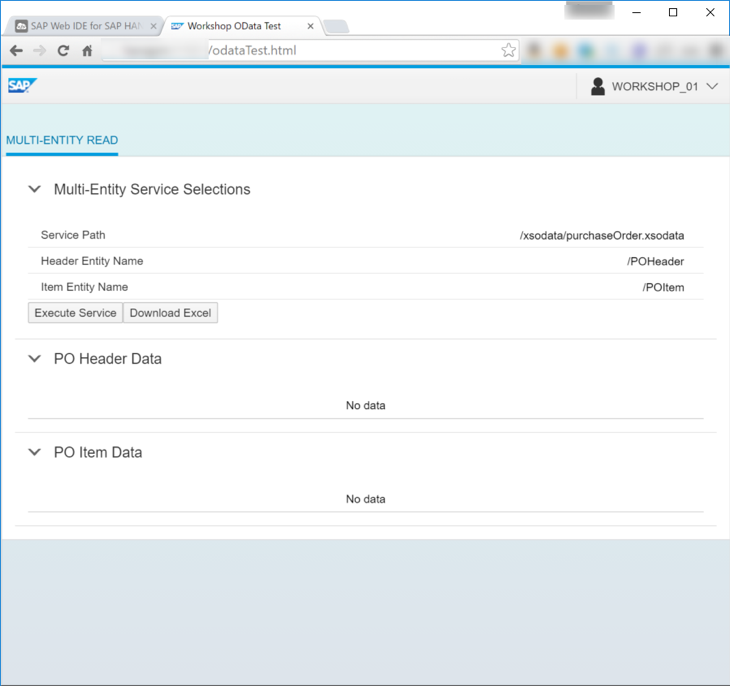 SAP Web IDE for SAP HAN
Workshop OData Test
/odataTest.html
SAP
WORKSHOP_01
MULTI-ENTITY READ
Multi-Entity Service Selections
Service Path /xsodata/purchaseOrder.xsodata
Header Entity Name /POHeader
Item Entity Name /POItem
Execute Service Download Excel
PO Header Data
No data
PO Item Data
No data